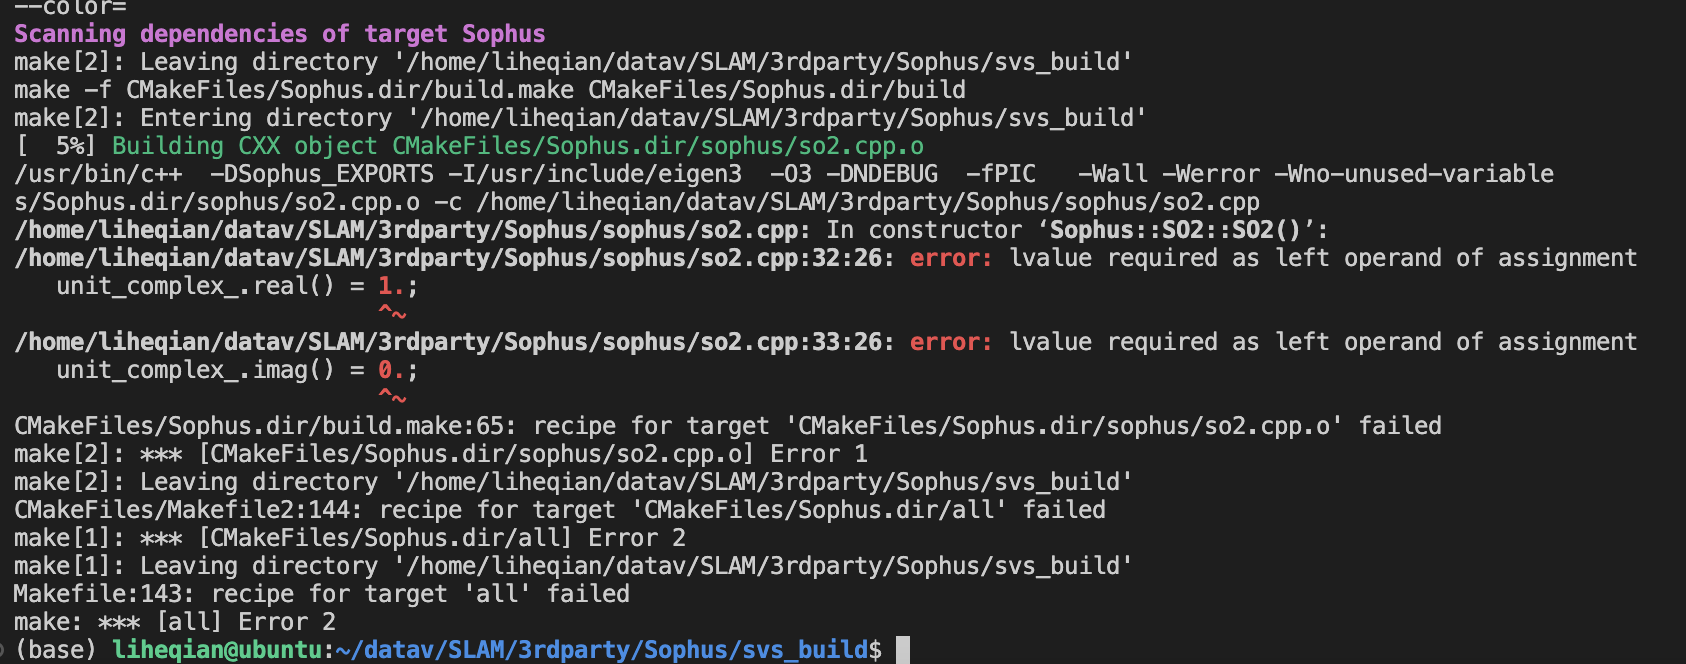 --color=
Scanning dependencies of target Sophus
make[2]: Leaving directory '/home/liheqian/datav/SLAM/3rdparty/Sophus/svs_build'
make -f CMakeFiles/Sophus.dir/build.make CMakeFiles/Sophus.dir/build
make[2]: Entering directory '/home/liheqian/datav/SLAM/3rdparty/Sophus/svs_build'
[  5%] Building CXX object CMakeFiles/Sophus.dir/sophus/so2.cpp.o
/usr/bin/c++  -DSophus_EXPORTS -I/usr/include/eigen3  -O3 -DNDEBUG  -fPIC   -Wall -Werror -Wno-unused-variable
s/Sophus.dir/sophus/so2.cpp.o -c /home/liheqian/datav/SLAM/3rdparty/Sophus/sophus/so2.cpp
/home/liheqian/datav/SLAM/3rdparty/Sophus/sophus/so2.cpp: In constructor ‘Sophus::SO2::SO2()’:
/home/liheqian/datav/SLAM/3rdparty/Sophus/sophus/so2.cpp:32:26: error: lvalue required as left operand of assignment
   unit_complex_.real() = 1.;
                          ^~
/home/liheqian/datav/SLAM/3rdparty/Sophus/sophus/so2.cpp:33:26: error: lvalue required as left operand of assignment
   unit_complex_.imag() = 0.;
                          ^~
CMakeFiles/Sophus.dir/build.make:65: recipe for target 'CMakeFiles/Sophus.dir/sophus/so2.cpp.o' failed
make[2]: *** [CMakeFiles/Sophus.dir/sophus/so2.cpp.o] Error 1
make[2]: Leaving directory '/home/liheqian/datav/SLAM/3rdparty/Sophus/svs_build'
CMakeFiles/Makefile2:144: recipe for target 'CMakeFiles/Sophus.dir/all' failed
make[1]: *** [CMakeFiles/Sophus.dir/all] Error 2
make[1]: Leaving directory '/home/liheqian/datav/SLAM/3rdparty/Sophus/svs_build'
Makefile:143: recipe for target 'all' failed
make: *** [all] Error 2
(base) liheqian@ubuntu:~/datav/SLAM/3rdparty/Sophus/svs_build$